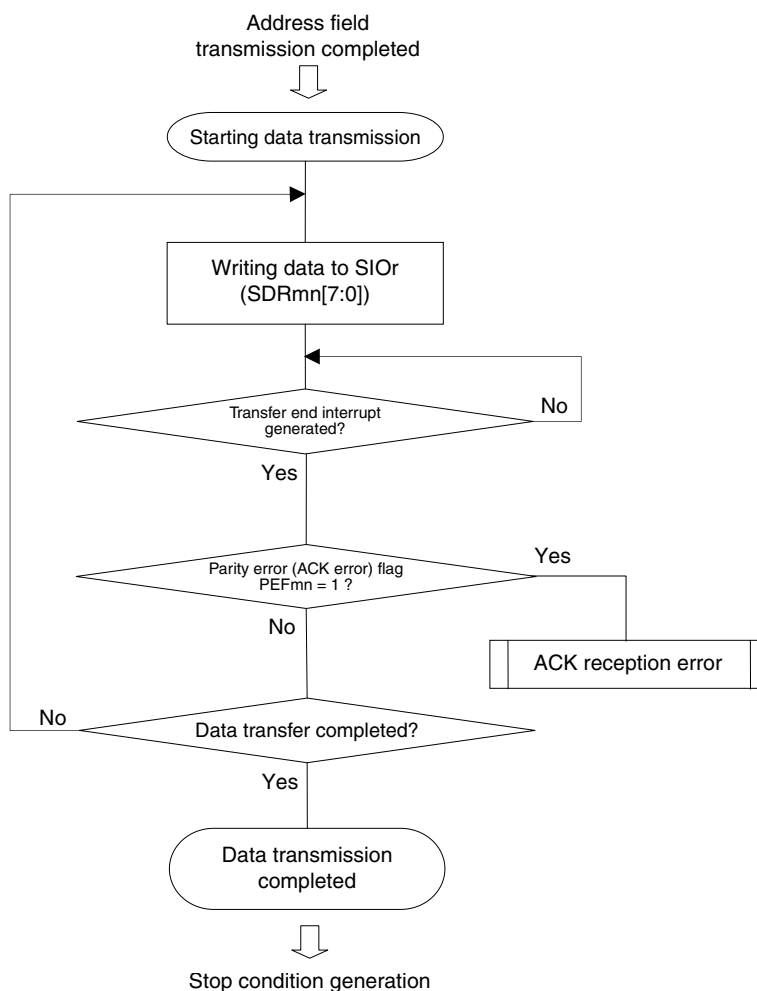 Address field
transmission completed
Starting data transmission
Writing data to SIOr
(SDRmn[7:0])
Transfer end interrupt
generated?
No
Yes
Parity error (ACK error) flag
PEFmn = 1 ?
Yes
No
ACK reception error
Data transfer completed?
No
Yes
Data transmission
completed
Stop condition generation